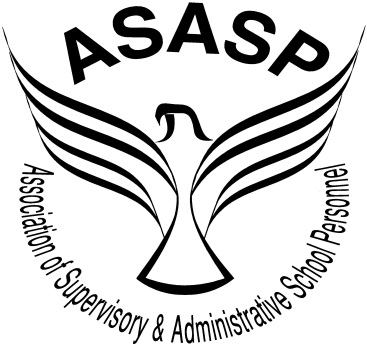 ASASP
Association of Supervisory & Administrative School Personnel